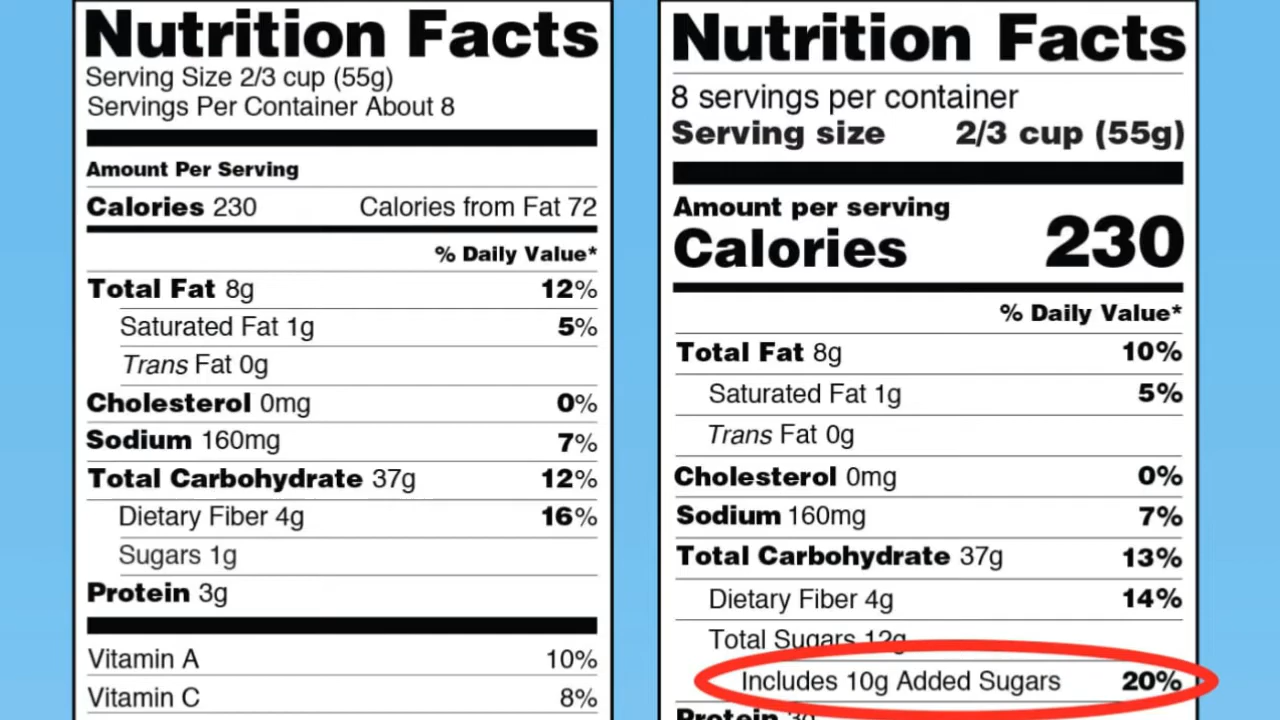 Nutrition Facts
Serving Size 2/3 cup (55g)
Servings Per Container About 8
Amount Per Serving
Calories 230 Calories from Fat 72
% Daily Value*
Total Fat 8g 12%
Saturated Fat 1g 5%
Trans Fat 0g
Cholesterol 0mg 0%
Sodium 160mg 7%
Total Carbohydrate 37g 12%
Dietary Fiber 4g 16%
Sugars 1g
Protein 3g
Vitamin A 10%
Vitamin C 8%
Nutrition Facts
8 servings per container
Serving size 2/3 cup (55g)
Amount per serving
Calories 230
% Daily Value*
Total Fat 8g 10%
Saturated Fat 1g 5%
Trans Fat 0g
Cholesterol 0mg 0%
Sodium 160mg 7%
Total Carbohydrate 37g 13%
Dietary Fiber 4g 14%
Total Sugars 12g
Includes 10g Added Sugars 20%
Protein 3g